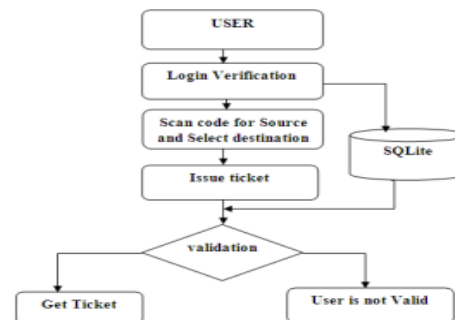 USER
Login Verification
Scan code for Source
and Select destination
SQLite
Issue ticket
validation
Get Ticket
User is not Valid